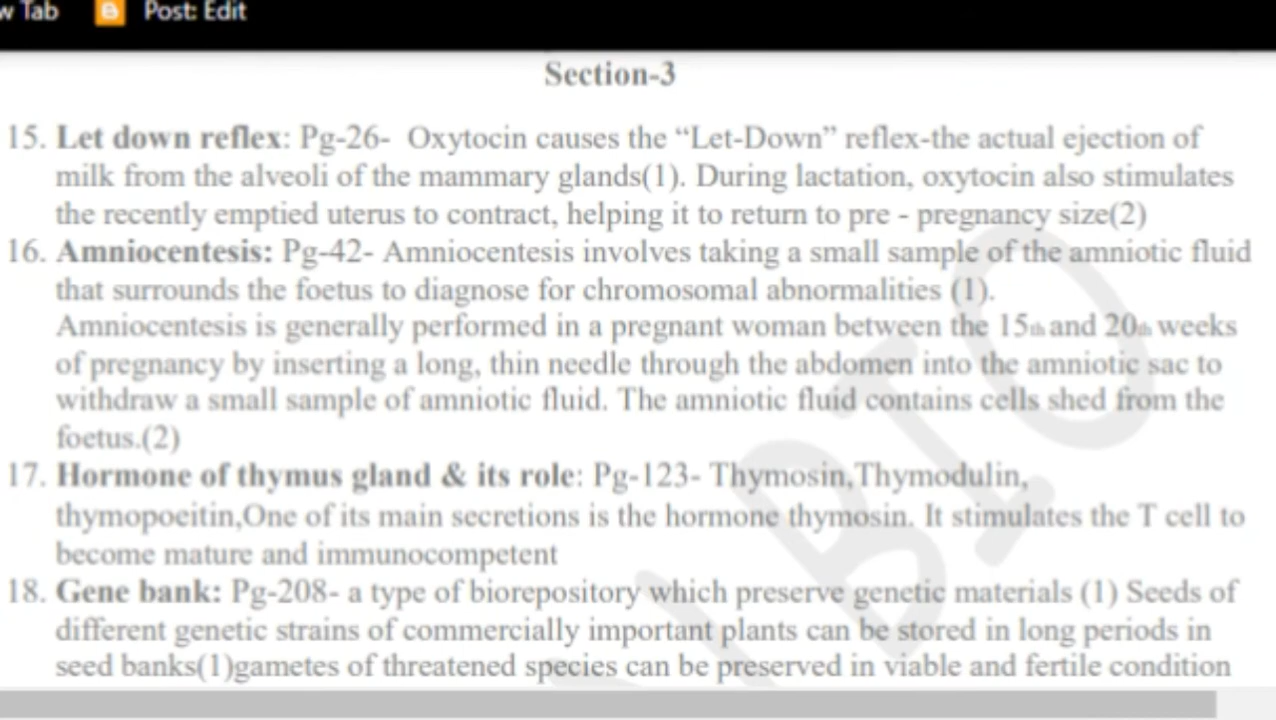 w Tab Post: Edit
Section-3
15. Let down reflex: Pg-26- Oxytocin causes the “Let-Down” reflex-the actual ejection of
milk from the alveoli of the mammary glands(1). During lactation, oxytocin also stimulates
the recently emptied uterus to contract, helping it to return to pre - pregnancy size(2)
16. Amniocentesis: Pg-42- Amniocentesis involves taking a small sample of the amniotic fluid
that surrounds the foetus to diagnose for chromosomal abnormalities (1).
Amniocentesis is generally performed in a pregnant woman between the 15th and 20th weeks
of pregnancy by inserting a long, thin needle through the abdomen into the amniotic sac to
withdraw a small sample of amniotic fluid. The amniotic fluid contains cells shed from the
foetus.(2)
17. Hormone of thymus gland & its role: Pg-123- Thymosin,Thymodulin,
thymopoeitin,One of its main secretions is the hormone thymosin. It stimulates the T cell to
become mature and immunocompetent
18. Gene bank: Pg-208- a type of biorepository which preserve genetic materials (1) Seeds of
different genetic strains of commercially important plants can be stored in long periods in
seed banks(1)gametes of threatened species can be preserved in viable and fertile condition
BIO